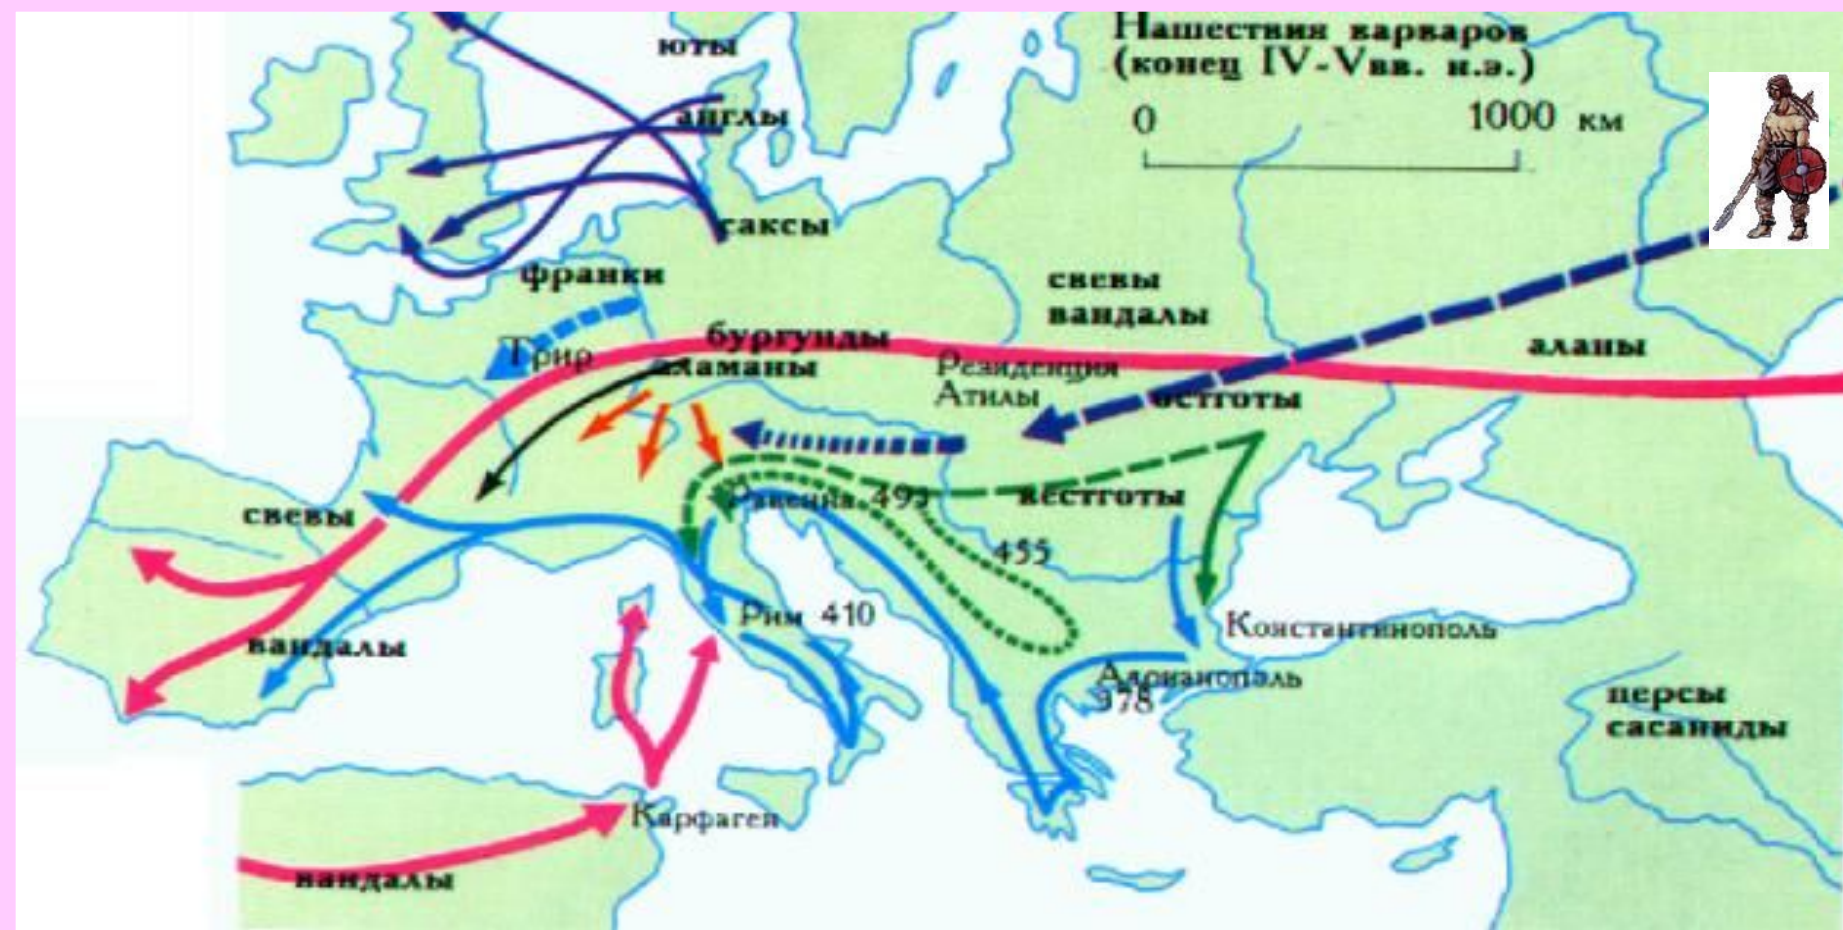 Нашествия варваров
(конец IV-Vвв. н.э.)
0 1000 км
юты
англы
саксы
франки
свевы
вандалы
бургунды
Трир
аламаны
Резиденция
Атилы
аланы
остготы
вестготы
Равенна 493
455
свевы
Рим 410
Константинополь
вандалы
Адрианополь
378
персы
сасаниды
Карфаген
вандалы